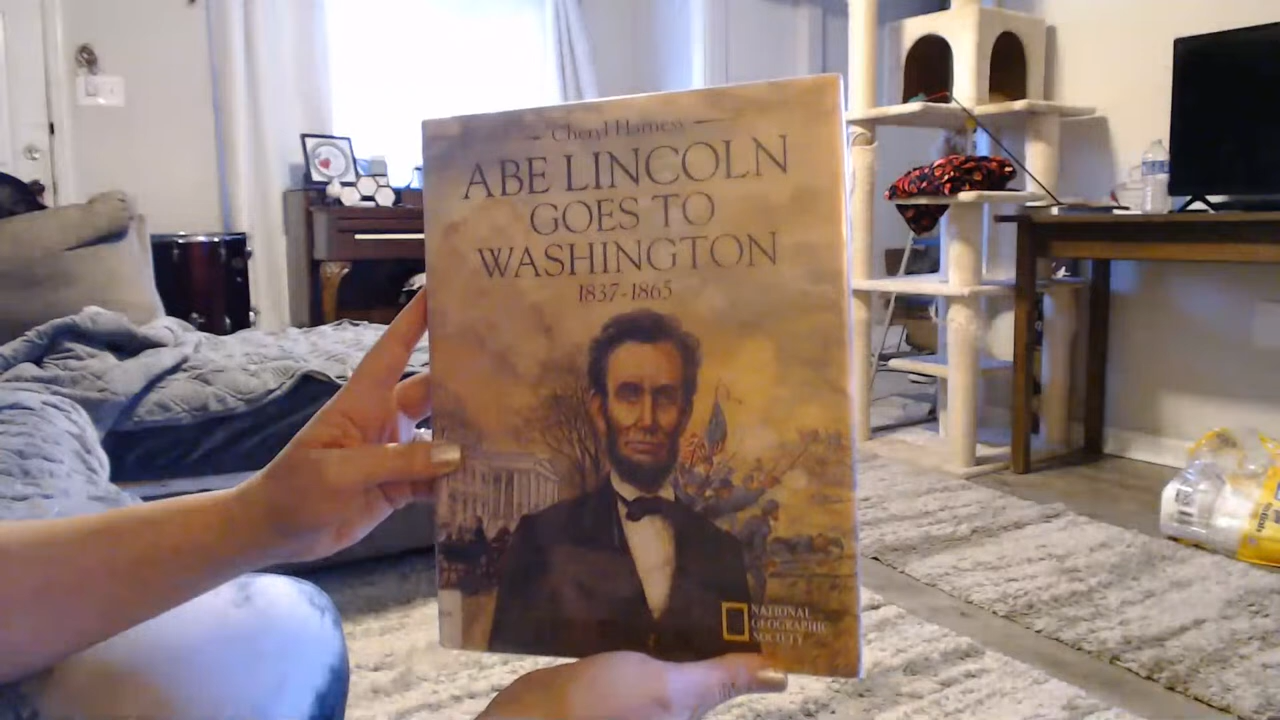 Cheryl Harness
ABE LINCOLN
GOES TO
WASHINGTON
1837-1865
NATIONAL
GEOGRAPHIC
SOCIETY